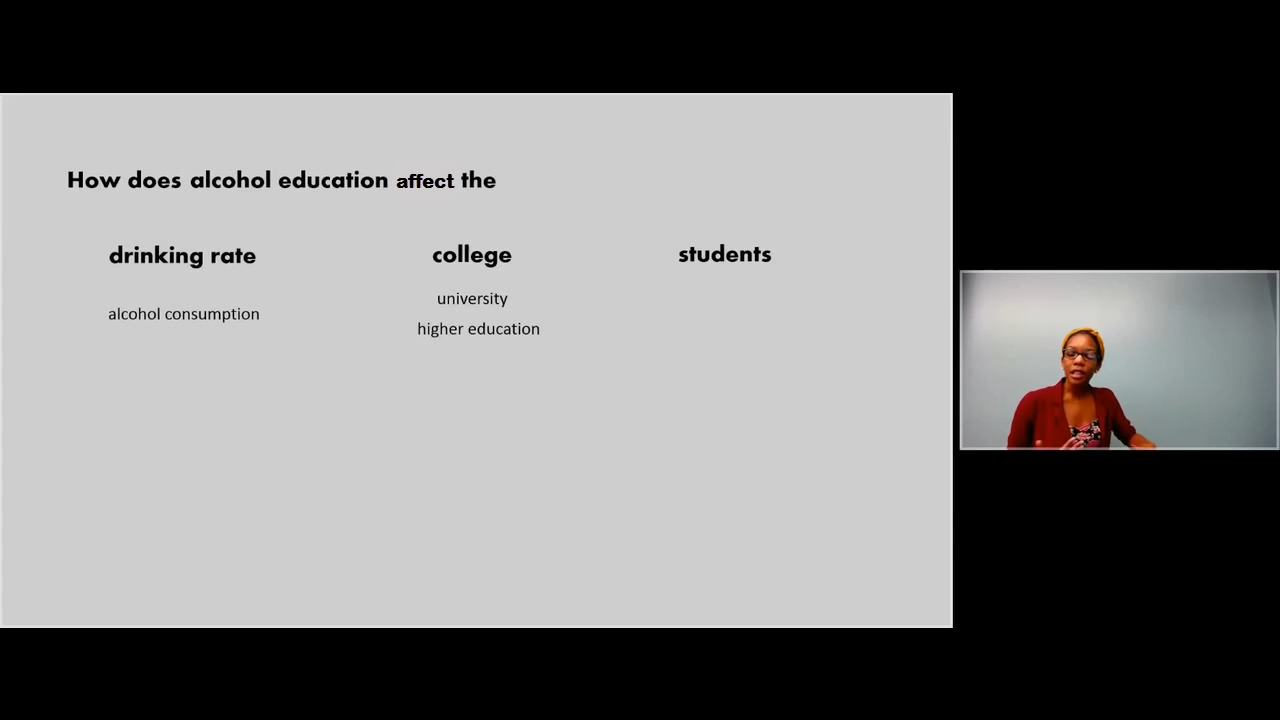 How does alcohol education affect the
drinking rate college students
alcohol consumption
university
higher education